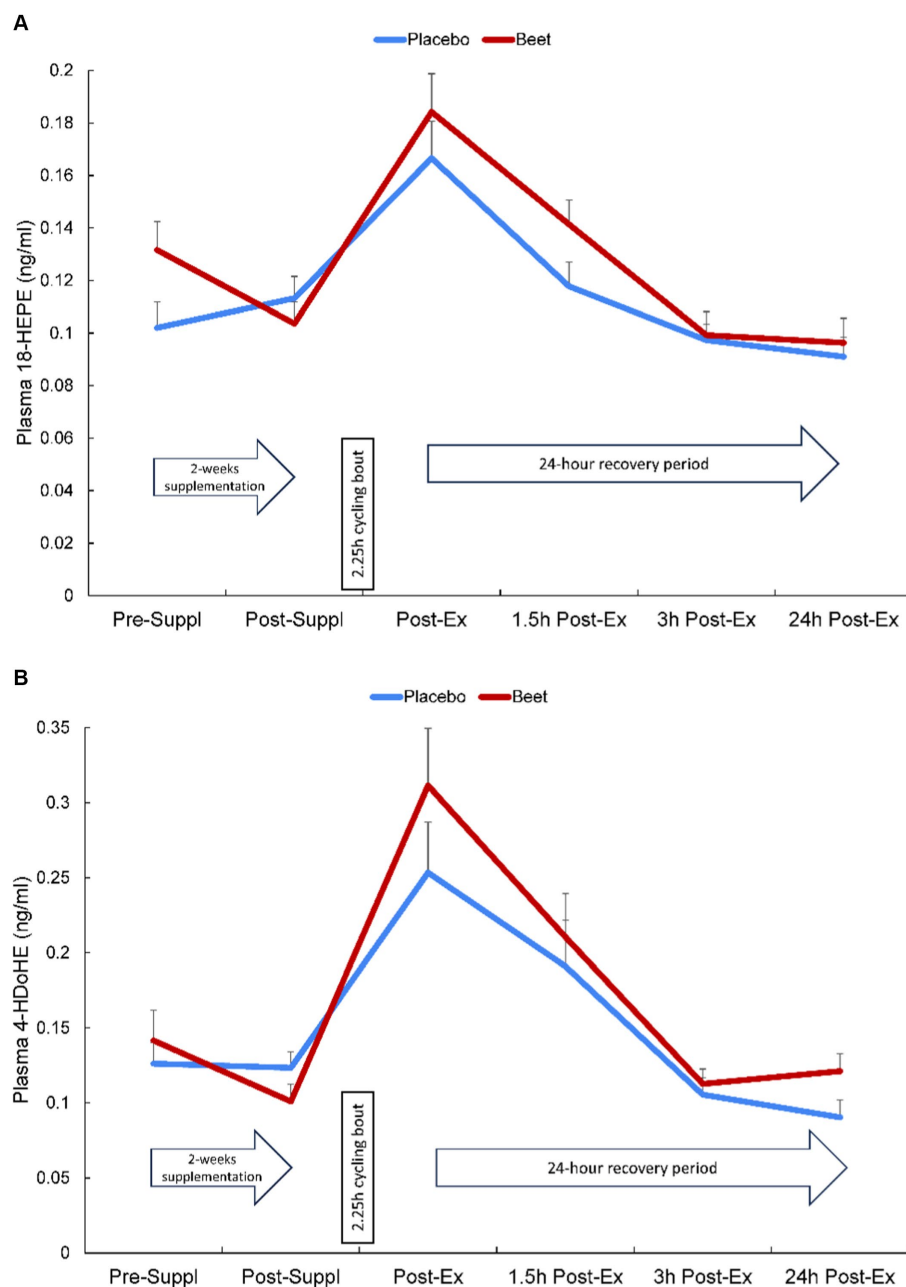 A
Placebo Beet
0.2
0.18
0.16
0.14
0.12
0.1
0.08
0.06
0.04
0.02
0
Plasma 18-HEPE (ng/ml)
2-weeks
supplementation
2.25h cycling bout
24-hour recovery period
Pre-Suppl Post-Suppl Post-Ex 1.5h Post-Ex 3h Post-Ex 24h Post-Ex
B
Placebo Beet
0.35
0.3
0.25
0.2
0.15
0.1
0.05
0
Plasma 4-HDoHE (ng/ml)
2-weeks
supplementation
2.25h cycling bout
24-hour recovery period
Pre-Suppl Post-Suppl Post-Ex 1.5h Post-Ex 3h Post-Ex 24h Post-Ex